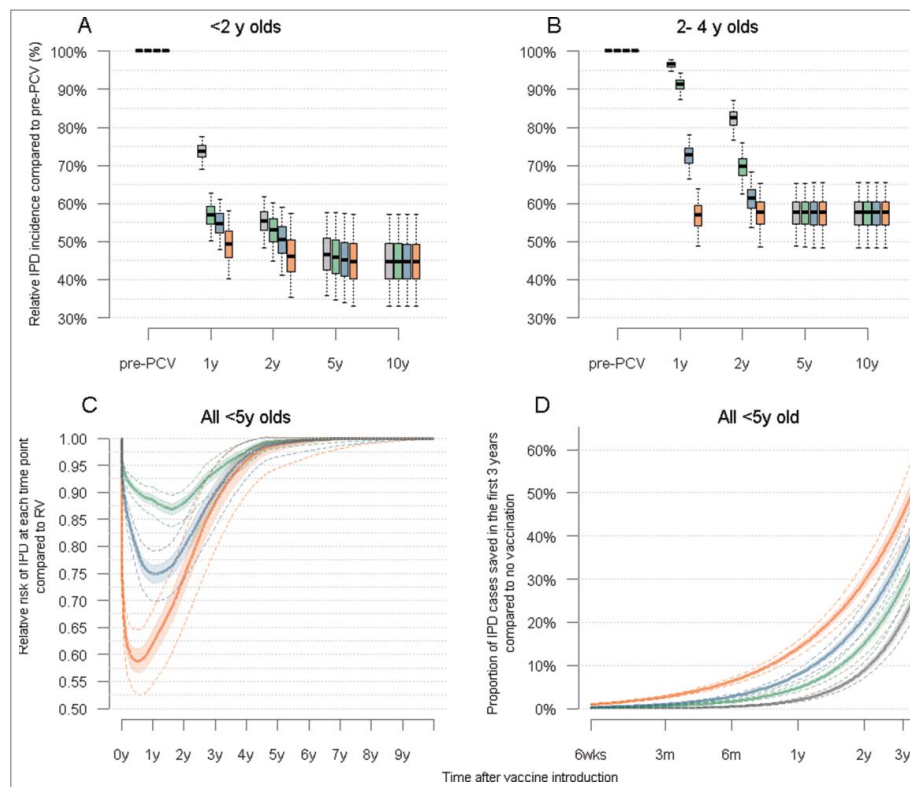 A
<2 y olds
Relative IPD incidence compared to pre-PCV (%)
100%
90%
80%
70%
60%
50%
40%
30%
pre-PCV 1y 2y 5y 10y
B
2- 4 y olds
100%
90%
80%
70%
60%
50%
40%
30%
pre-PCV 1y 2y 5y 10y
C
All <5y olds
Relative risk of IPD at each time point
compared to RV
1.00
0.95
0.90
0.85
0.80
0.75
0.70
0.65
0.60
0.55
0.50
0y 1y 2y 3y 4y 5y 6y 7y 8y 9y
D
All <5y old
Proportion of IPD cases saved in the first 3 years
compared to no vaccination
60%
50%
40%
30%
20%
10%
0%
6wks 3m 6m 1y 2y 3y
Time after vaccine introduction